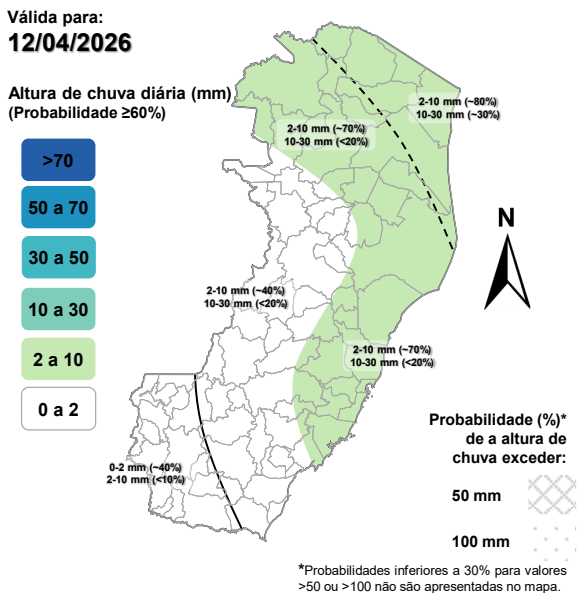 Válida para:
12/04/2026
Altura de chuva diária (mm)
(Probabilidade ≥60%)
>70
50 a 70
30 a 50
10 a 30
2 a 10
0 a 2
2-10 mm (~80%)
10-30 mm (~30%)
2-10 mm (~70%)
10-30 mm (<20%)
N
2-10 mm (~40%)
10-30 mm (<20%)
2-10 mm (~70%)
10-30 mm (<20%)
0-2 mm (~40%)
2-10 mm (<10%)
Probabilidade (%)*
de a altura de
chuva exceder:
50 mm
100 mm
*Probabilidades inferiores a 30% para valores
>50 ou >100 não são apresentadas no mapa.